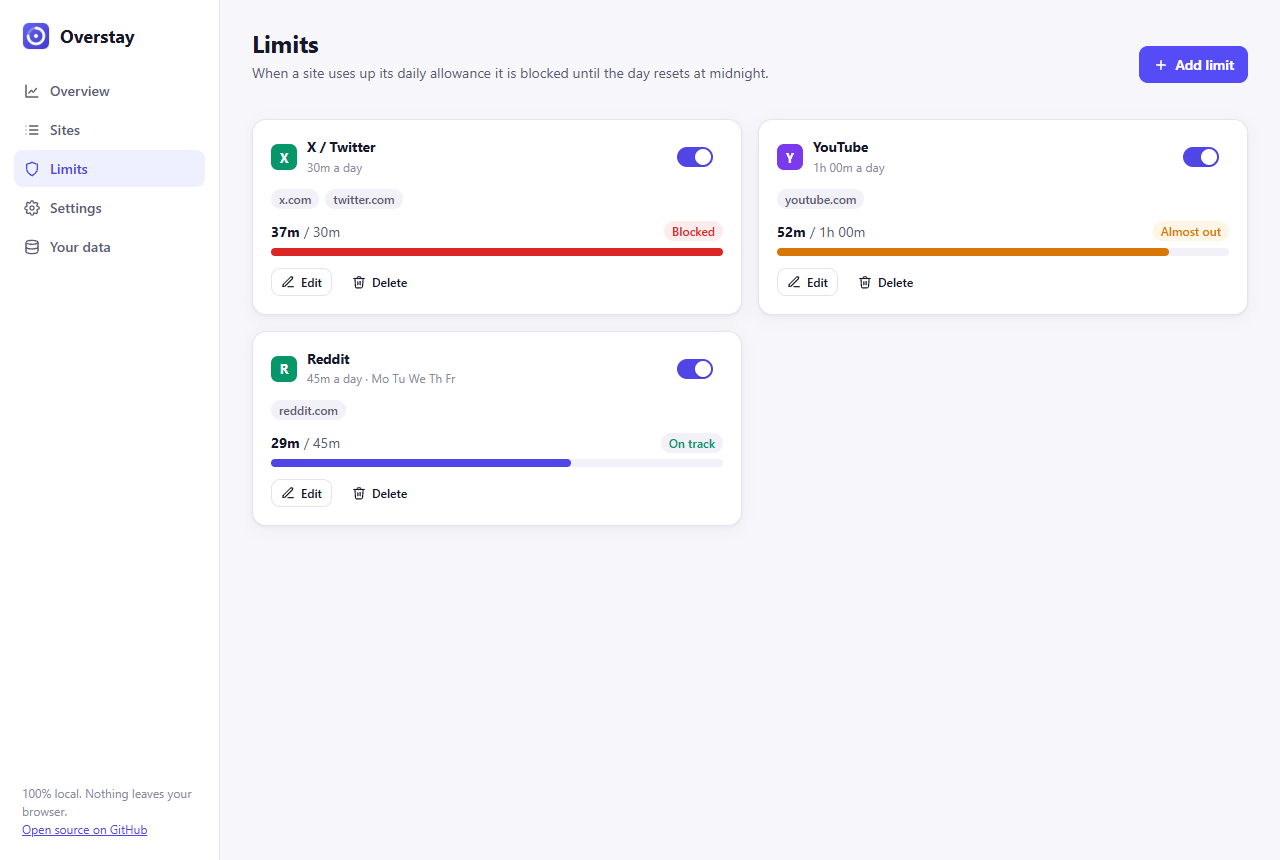 Overstay
Overview
Sites
Limits
Settings
Your data
100% local. Nothing leaves your
browser.
Open source on GitHub
Limits
When a site uses up its daily allowance it is blocked until the day resets at midnight.
+ Add limit
X
X / Twitter
30m a day
x.com twitter.com
37m / 30m Blocked
Edit Delete
Y
YouTube
1h 00m a day
youtube.com
52m / 1h 00m Almost out
Edit Delete
R
Reddit
45m a day · Mo Tu We Th Fr
reddit.com
29m / 45m On track
Edit Delete